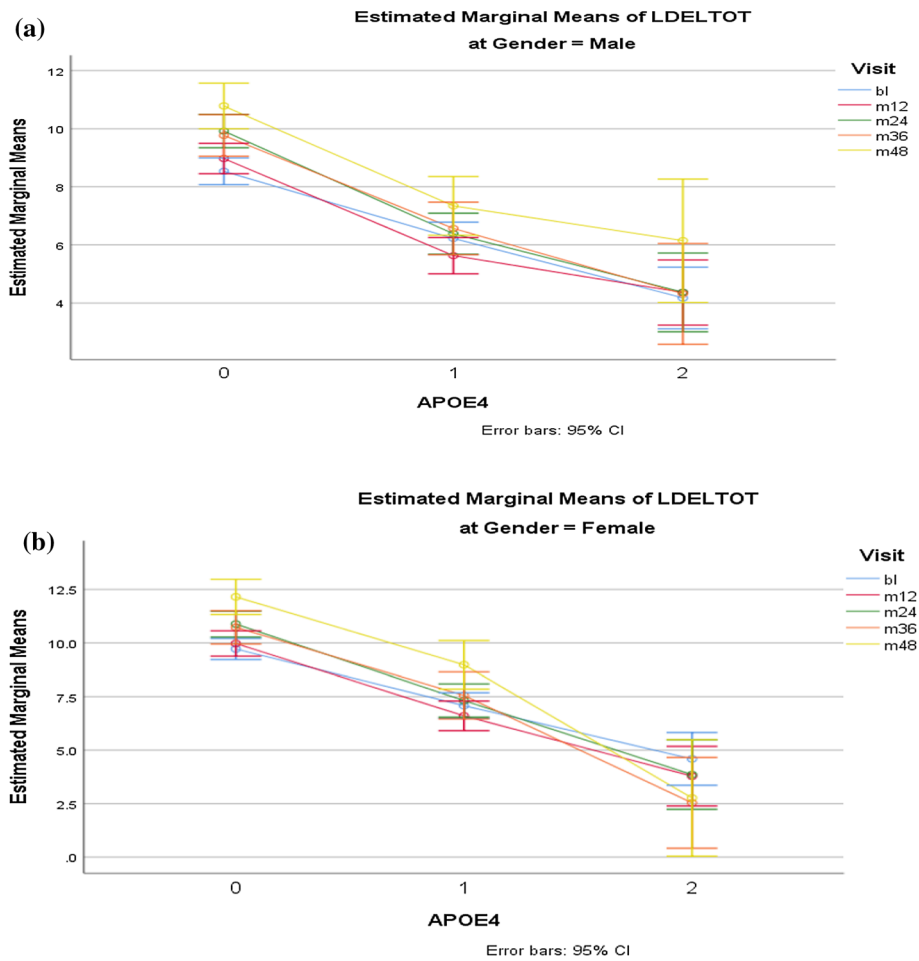 (a)
Estimated Marginal Means of LDELTOT
at Gender = Male
Estimated Marginal Means
12
10
8
6
4
0
1
2
APOE4
Error bars: 95% CI
Visit
bl
m12
m24
m36
m48
(b)
Estimated Marginal Means of LDELTOT
at Gender = Female
Estimated Marginal Means
12.5
10.0
7.5
5.0
2.5
.0
0
1
2
APOE4
Error bars: 95% CI
Visit
bl
m12
m24
m36
m48